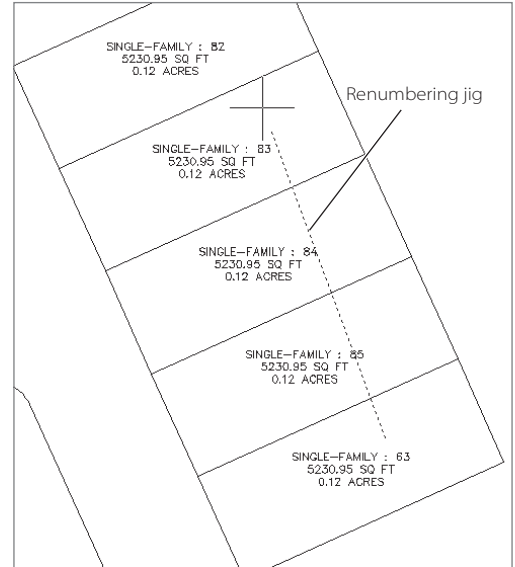 SINGLE-FAMILY : 82
5230.95 SQ FT
0.12 ACRES
Renumbering jig
SINGLE-FAMILY : 83
5230.95 SQ FT
0.12 ACRES
SINGLE-FAMILY : 84
5230.95 SQ FT
0.12 ACRES
SINGLE-FAMILY : 85
5230.95 SQ FT
0.12 ACRES
SINGLE-FAMILY : 63
5230.95 SQ FT
0.12 ACRES